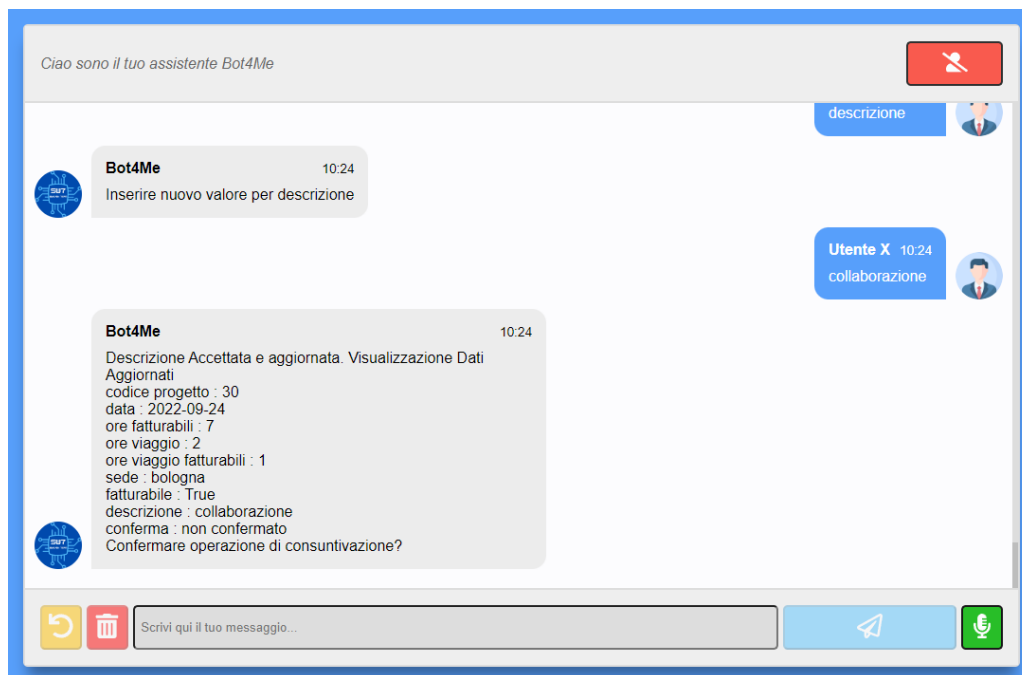 Ciao sono il tuo assistente Bot4Me
descrizione
Bot4Me 10:24
Inserire nuovo valore per descrizione
SWT
Utente X 10:24
collaborazione
Bot4Me 10:24
Descrizione Accettata e aggiornata. Visualizzazione Dati
Aggiornati
codice progetto : 30
data : 2022-09-24
ore fatturabili : 7
ore viaggio : 2
ore viaggio fatturabili : 1
sede : bologna
fatturabile : True
descrizione : collaborazione
conferma : non confermato
Confermare operazione di consuntivazione?
SWT
Scrivi qui il tuo messaggio...